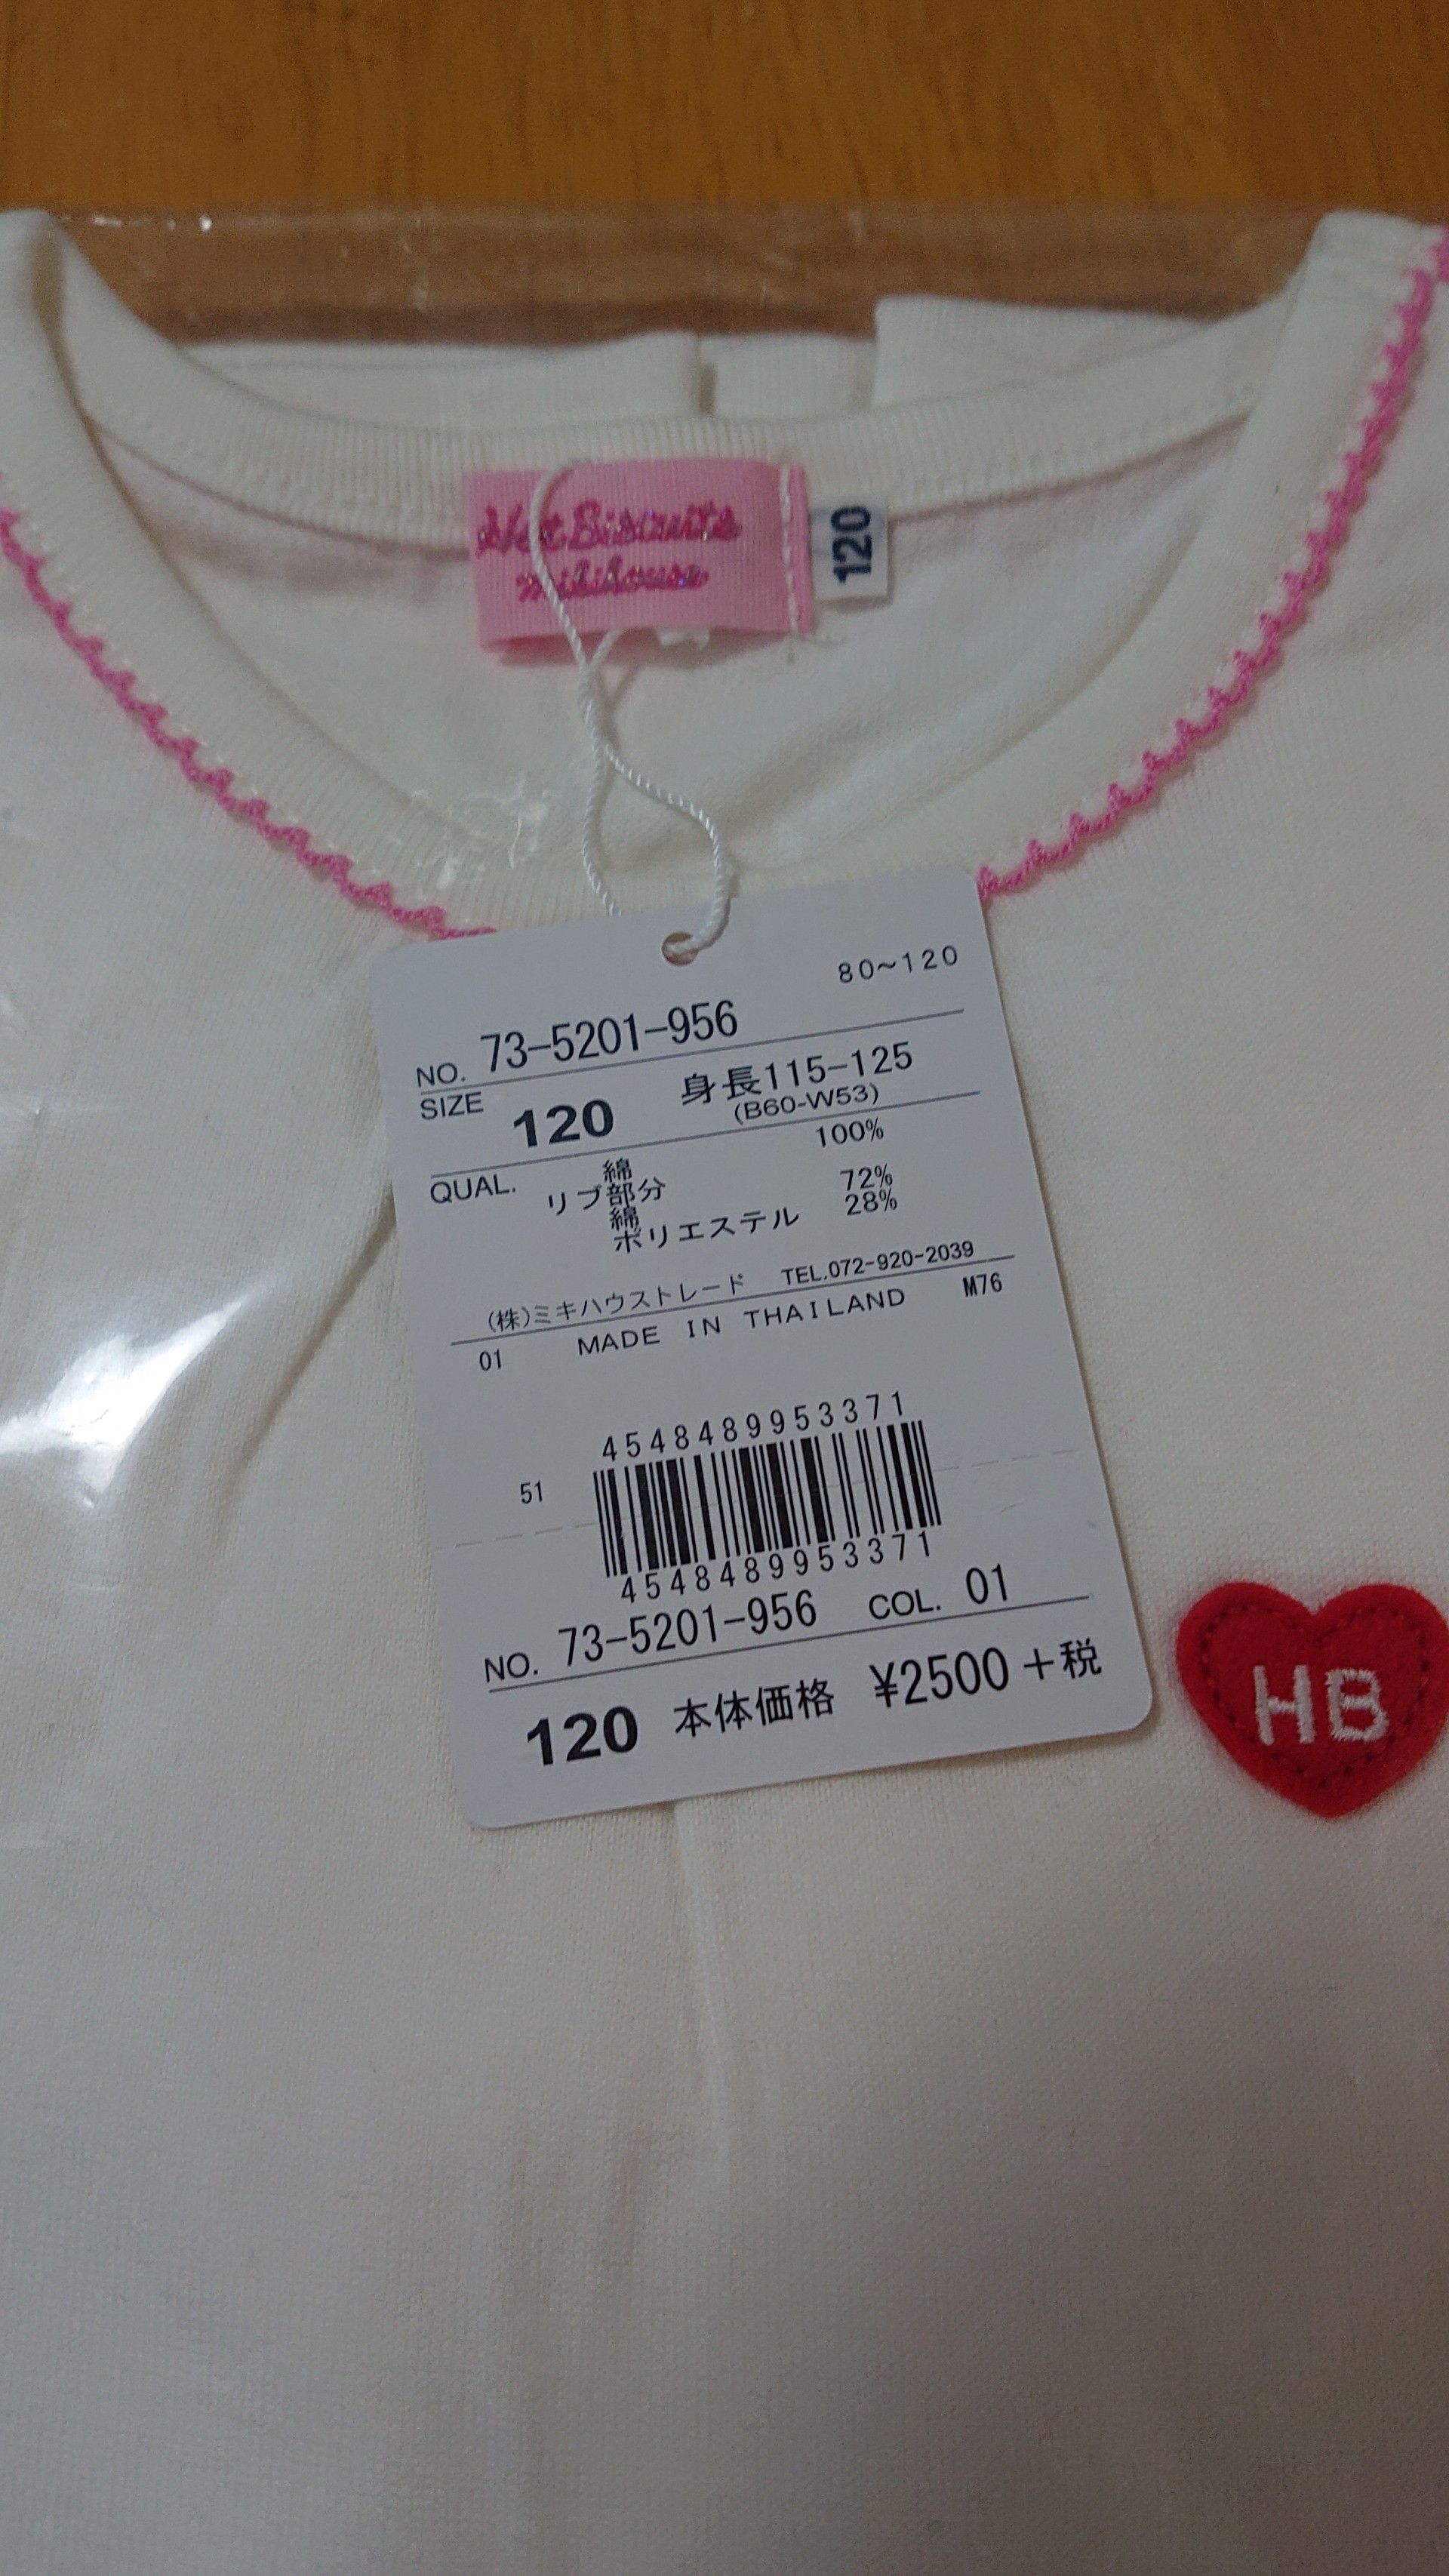 Hot Biscuits
mikihouse
120
80~120
NO. 73-5201-956
SIZE 120 身長115-125
(B60-W53)
QUAL. 綿 100%
リブ部分
綿 72%
ポリエステル 28%
(株)ミキハウストレード TEL.072-920-2039
01 MADE IN THAILAND M76
4548489953371
51
4548489953371
NO. 73-5201-956 COL. 01
120 本体価格 ¥2500+税
HB